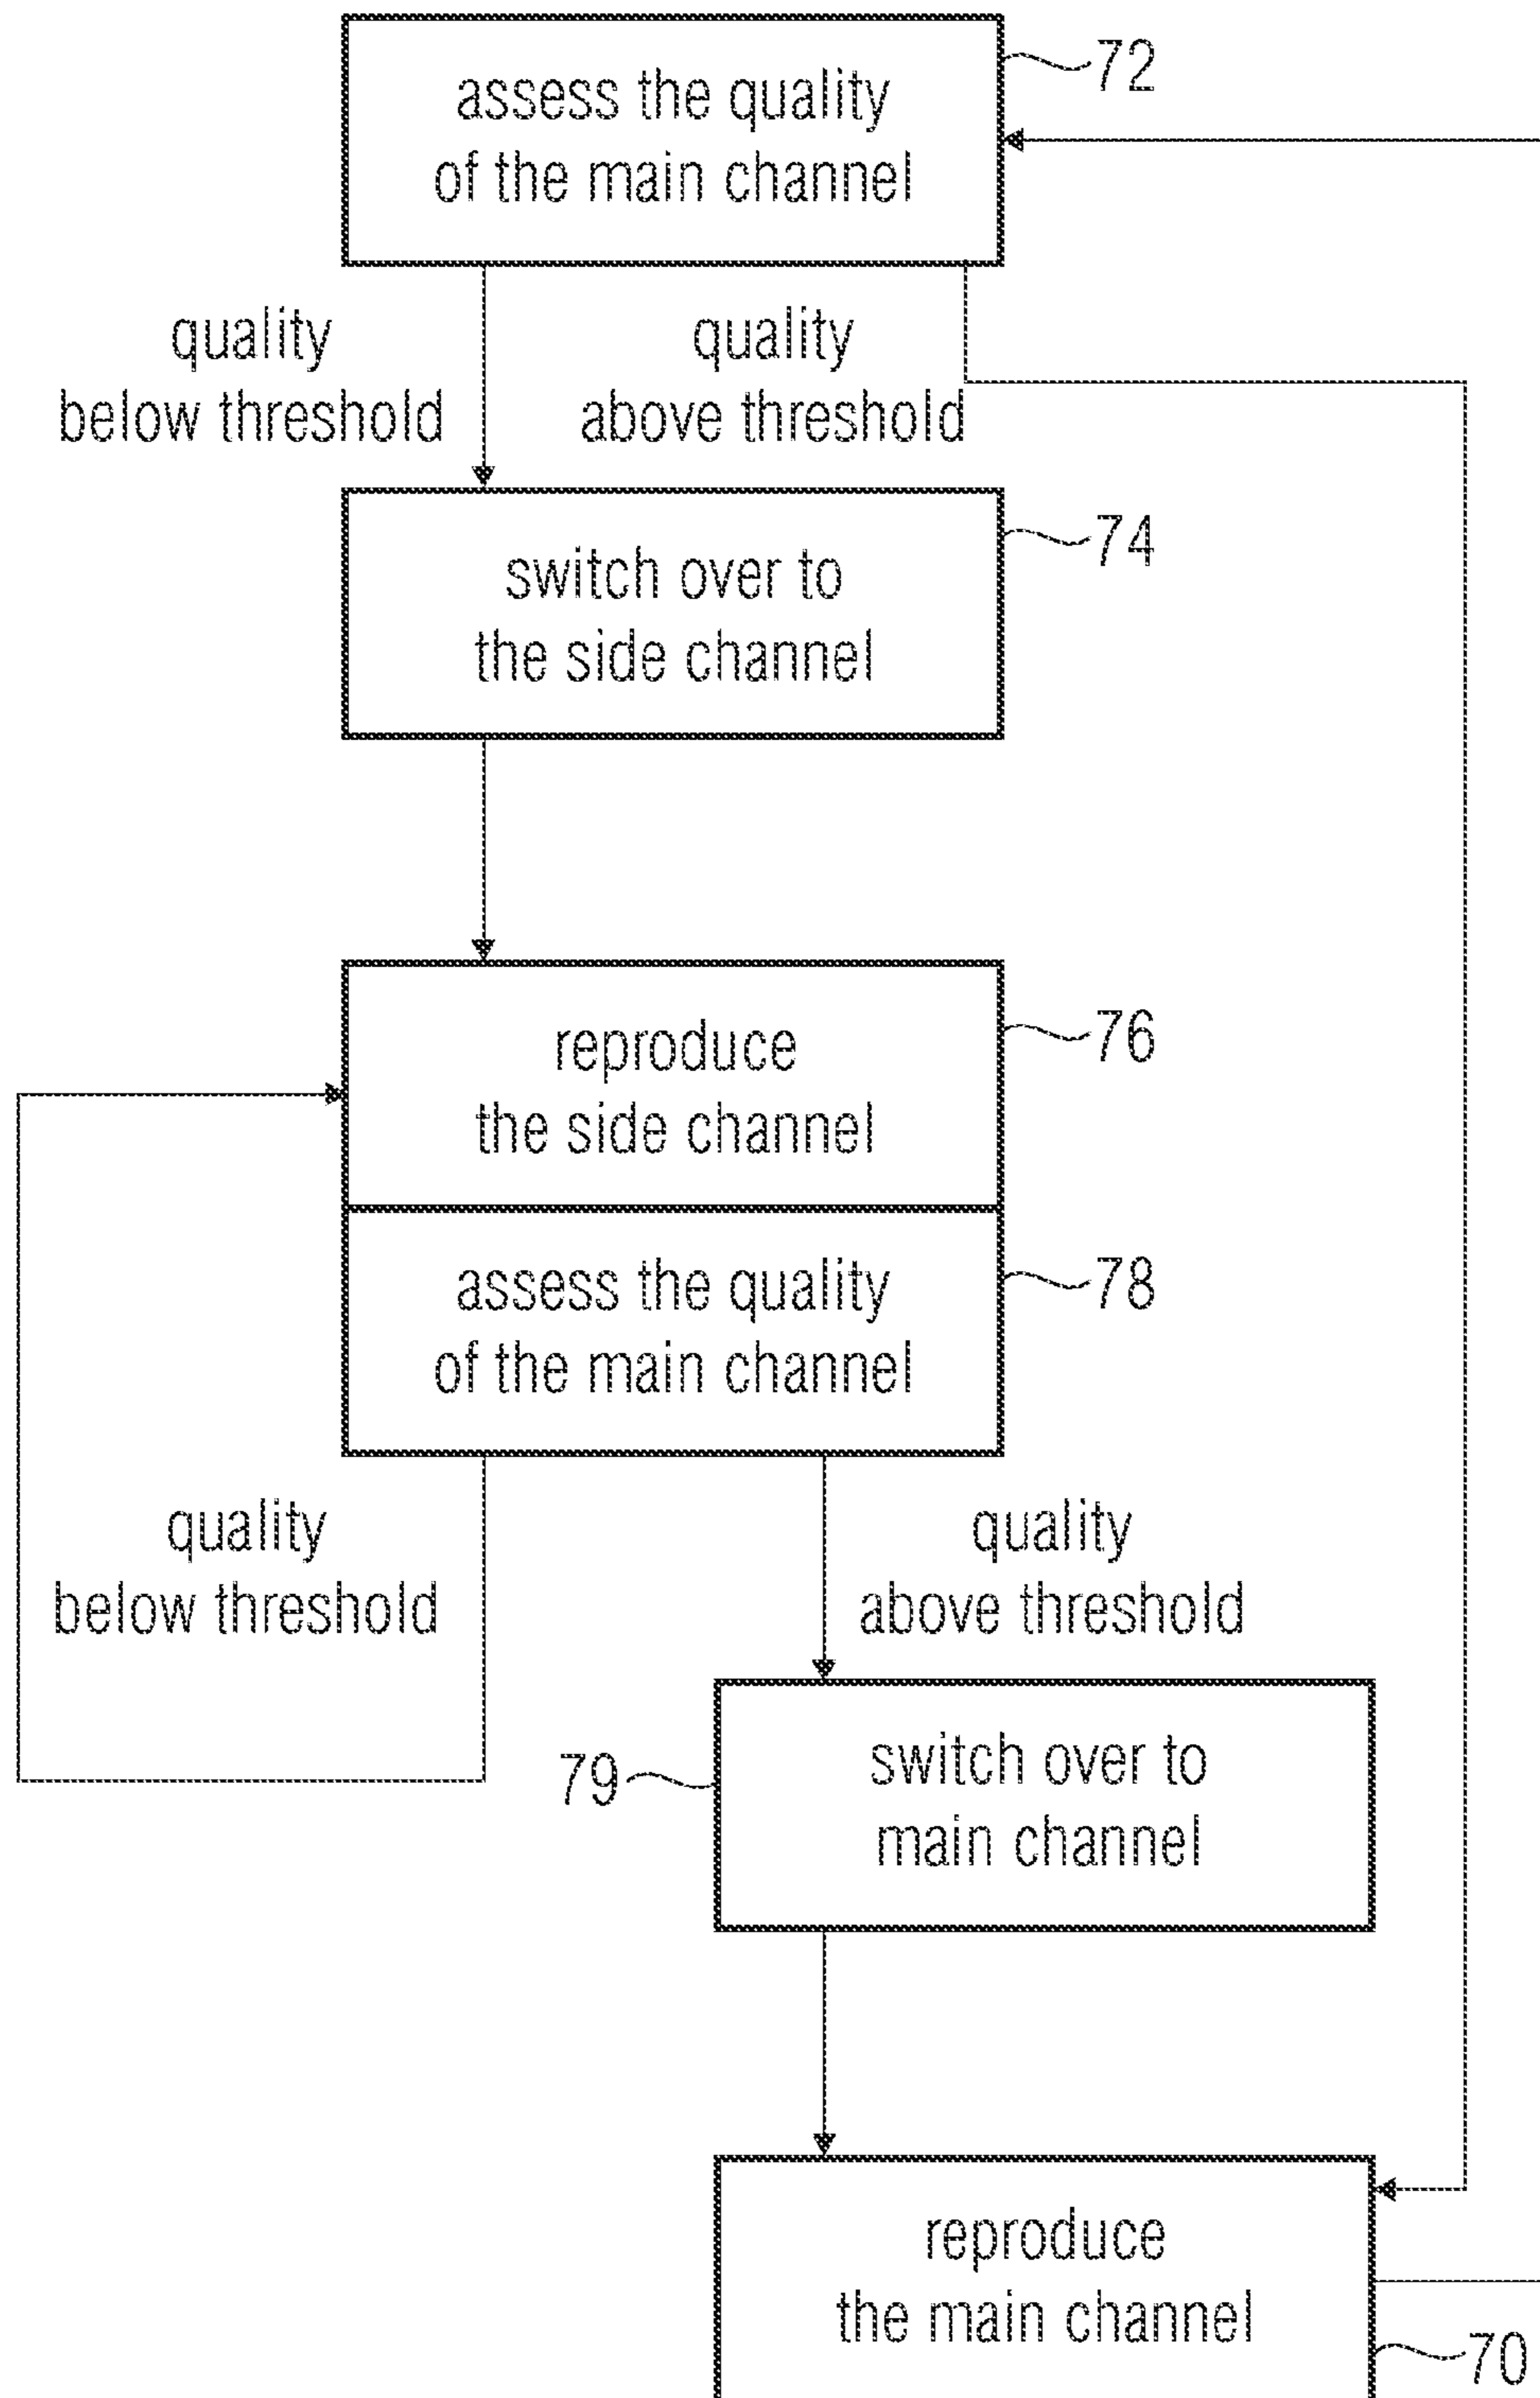 assess the quality
of the main channel
72
quality
below threshold
quality
above threshold
switch over to
the side channel
74
reproduce
the side channel
76
assess the quality
of the main channel
78
quality
below threshold
quality
above threshold
79
switch over to
main channel
reproduce
the main channel
70